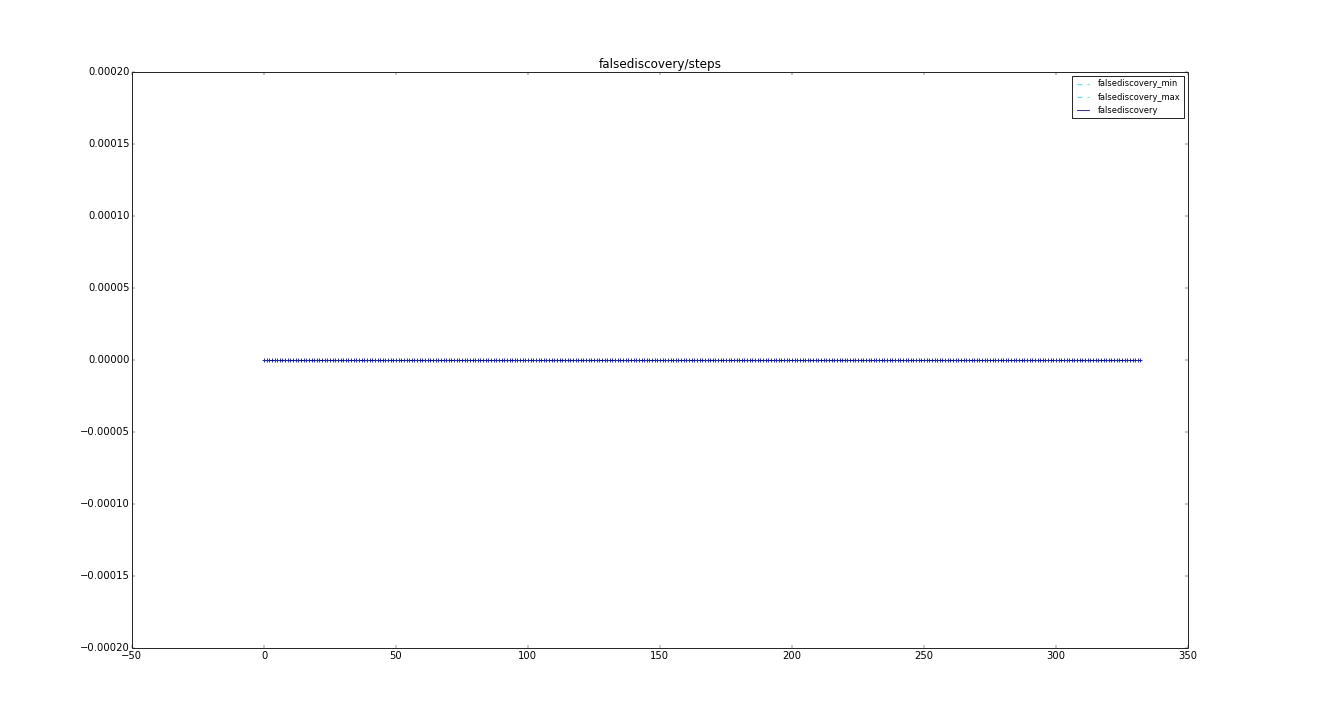 falsediscovery/steps
0.00020
0.00015
0.00010
0.00005
0.00000
−0.00005
−0.00010
−0.00015
−0.00020
−50 0 50 100 150 200 250 300 350
falsediscovery_min
falsediscovery_max
falsediscovery